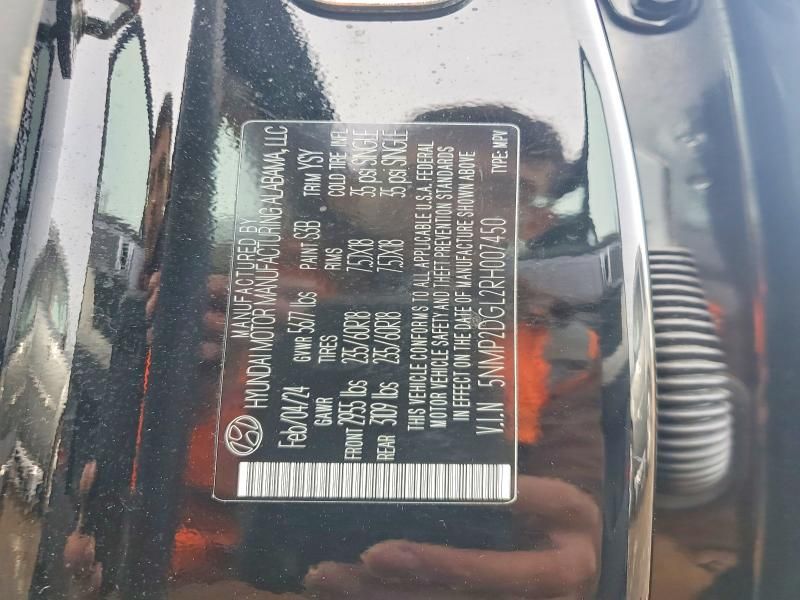 MANUFACTURED BY
HYUNDAI MOTOR MANUFACTURING ALABAMA, LLC
Feb/04/24 GVWR 5677 lbs PAINT S3B TRIM YSY
GAWR TIRES RIMS COLD TIRE INFL
FRONT 2955 lbs 235/60R18 7.5JX18 35 psi SINGLE
REAR 3109 lbs 235/60R18 7.5JX18 35 psi SINGLE
THIS VEHICLE CONFORMS TO ALL APPLICABLE U.S.A. FEDERAL
MOTOR VEHICLE SAFETY AND THEFT PREVENTION STANDARDS
IN EFFECT ON THE DATE OF MANUFACTURE SHOWN ABOVE
V.I.N 5NMP2DGL2RH007450 TYPE: MPV